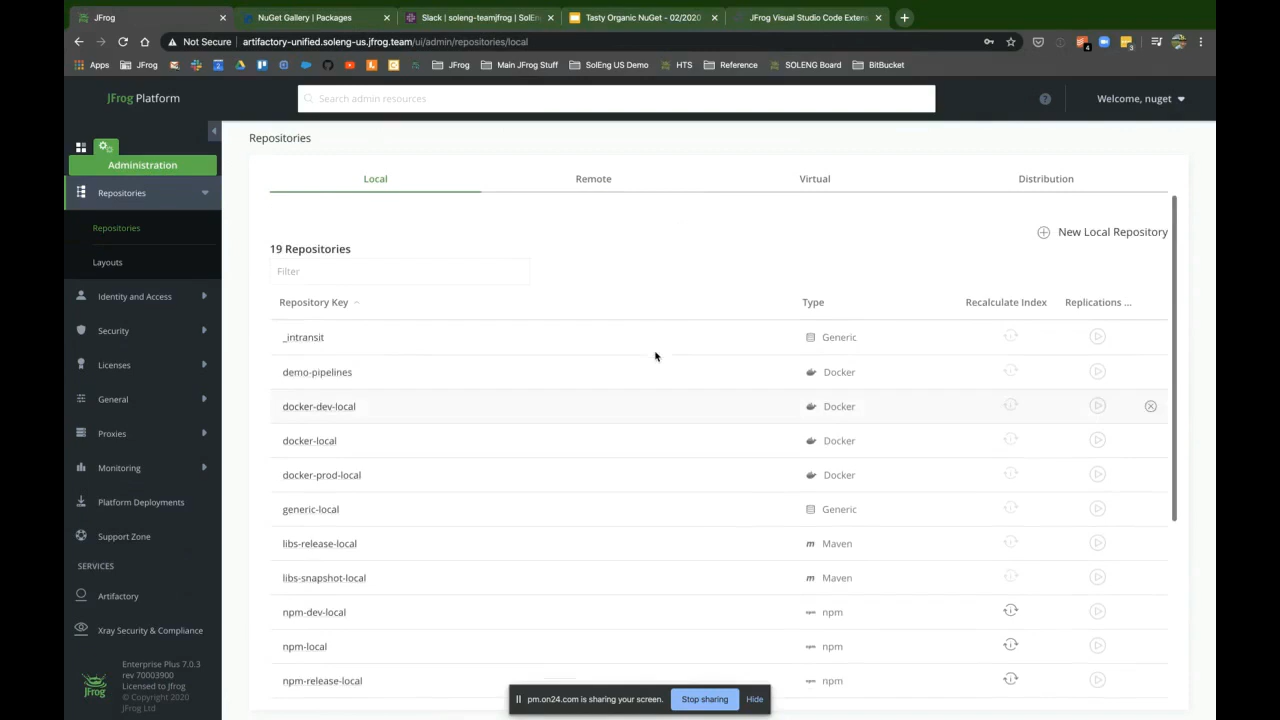 JFrog
NuGet Gallery | Packages
Slack | soleng-teamjfrog | SolEn
Tasty Organic NuGet - 02/2020
JFrog Visual Studio Code Exten
Not Secure
artifactory-unified.soleng-us.jfrog.team/ui/admin/repositories/local
Apps
JFrog
Main JFrog Stuff
SolEng US Demo
HTS
Reference
SOLENG Board
BitBucket
JFrog Platform
Search admin resources
Welcome, nuget
Administration
Repositories
Repositories
Layouts
Identity and Access
Security
Licenses
General
Proxies
Monitoring
Platform Deployments
Support Zone
SERVICES
Artifactory
Xray Security & Compliance
JFrog
Enterprise Plus 7.0.3
rev 70003900
Licensed to Jfrog
© Copyright 2020
JFrog Ltd
Repositories
Local
Remote
Virtual
Distribution
New Local Repository
19 Repositories
Filter
Repository Key
Type
Recalculate Index
Replications ...
_intransit
Generic
demo-pipelines
Docker
docker-dev-local
Docker
docker-local
Docker
docker-prod-local
Docker
generic-local
Generic
libs-release-local
m Maven
libs-snapshot-local
m Maven
npm-dev-local
npm npm
npm-local
npm npm
npm-release-local
npm npm
pm.on24.com is sharing your screen.
Stop sharing
Hide